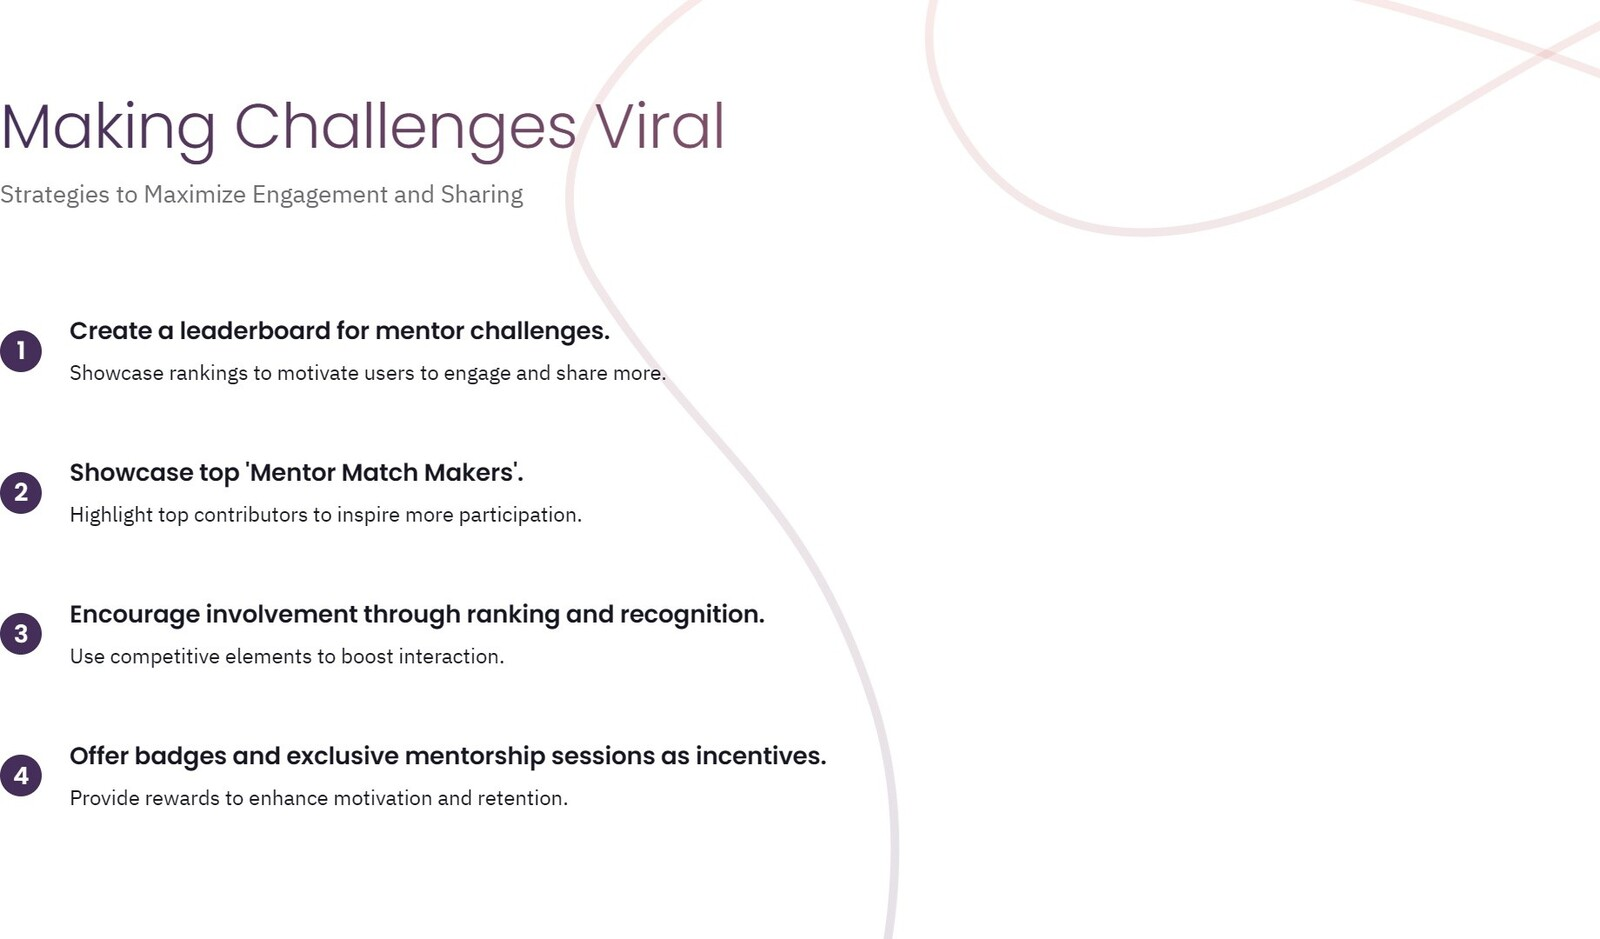 Making Challenges Viral
Strategies to Maximize Engagement and Sharing
1
Create a leaderboard for mentor challenges.
Showcase rankings to motivate users to engage and share more.
2
Showcase top 'Mentor Match Makers'.
Highlight top contributors to inspire more participation.
3
Encourage involvement through ranking and recognition.
Use competitive elements to boost interaction.
4
Offer badges and exclusive mentorship sessions as incentives.
Provide rewards to enhance motivation and retention.